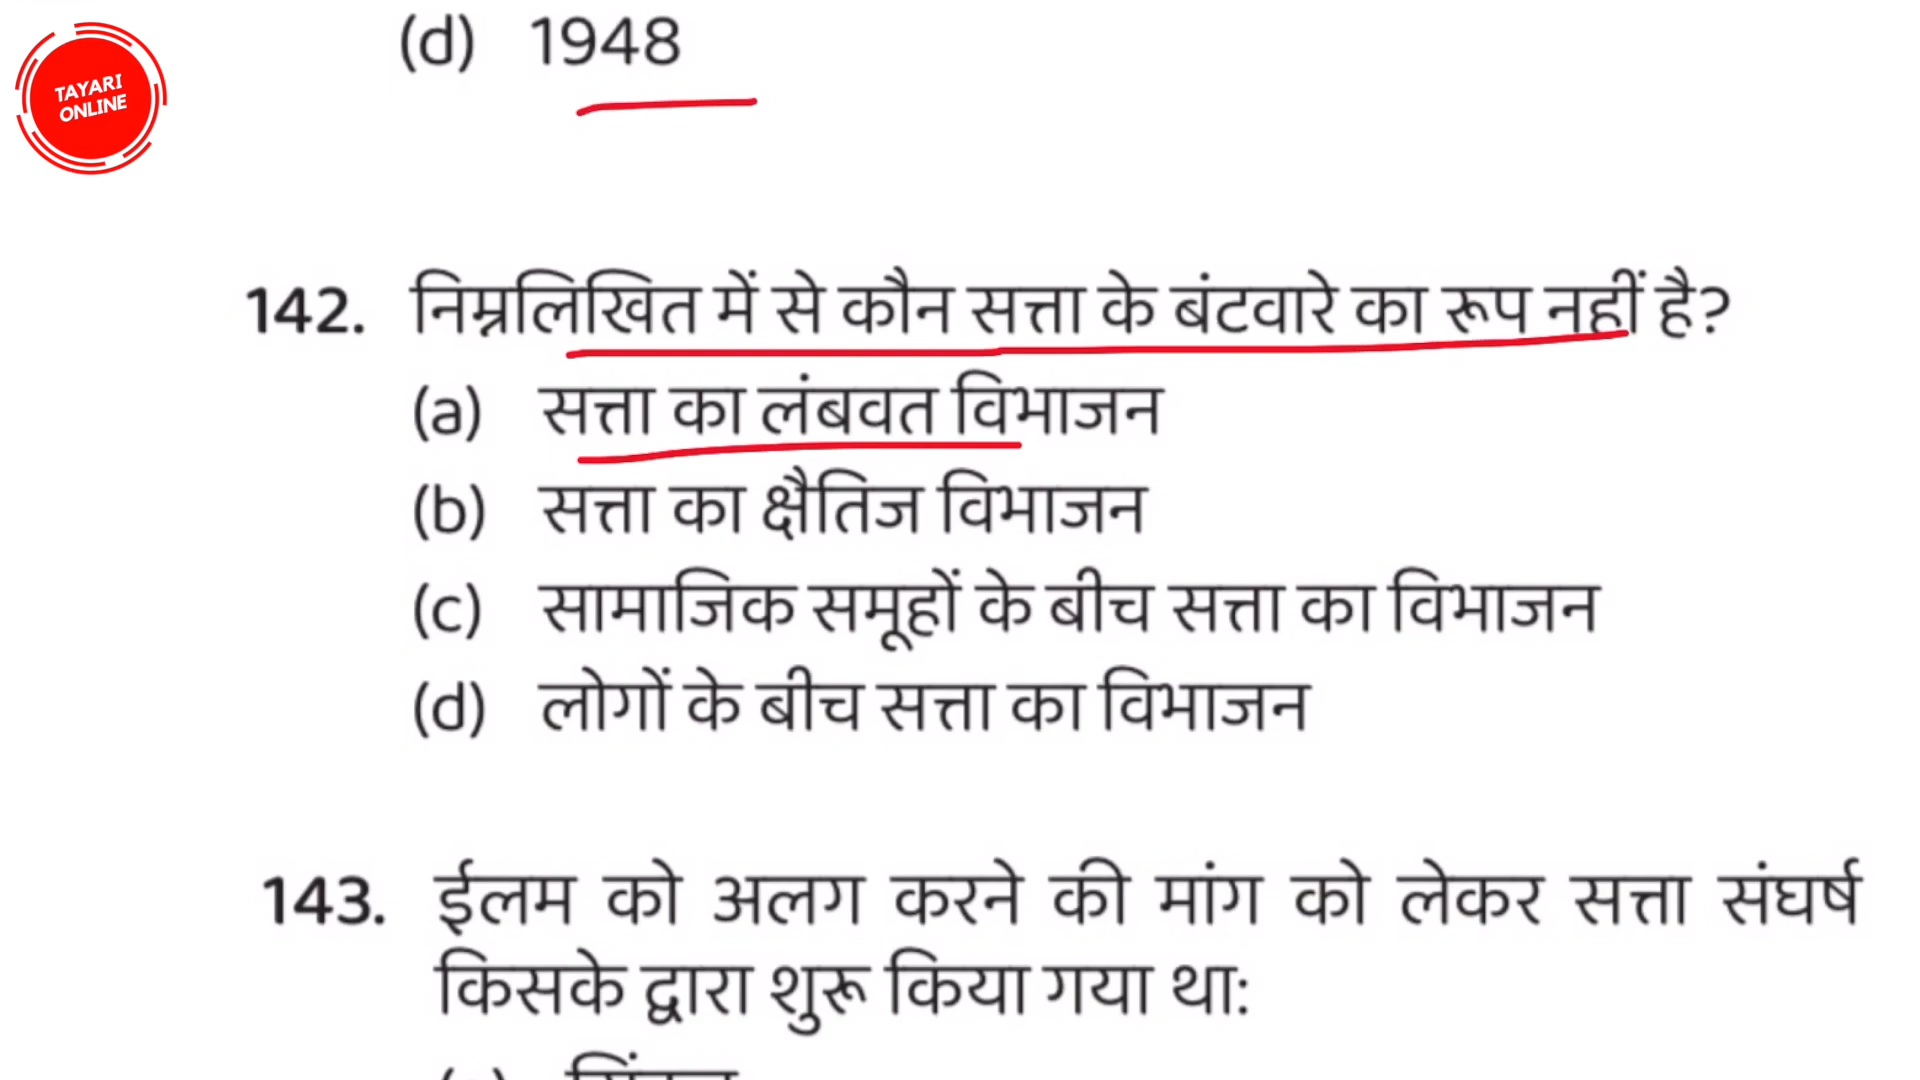 (d) 1948
TAYARI
ONLINE
142. निम्नलिखित में से कौन सत्ता के बंटवारे का रूप नहीं है?
(a) सत्ता का लंबवत विभाजन
(b) सत्ता का क्षैतिज विभाजन
(c) सामाजिक समूहों के बीच सत्ता का विभाजन
(d) लोगों के बीच सत्ता का विभाजन
143. ईलम को अलग करने की मांग को लेकर सत्ता संघर्ष
किसके द्वारा शुरू किया गया था: